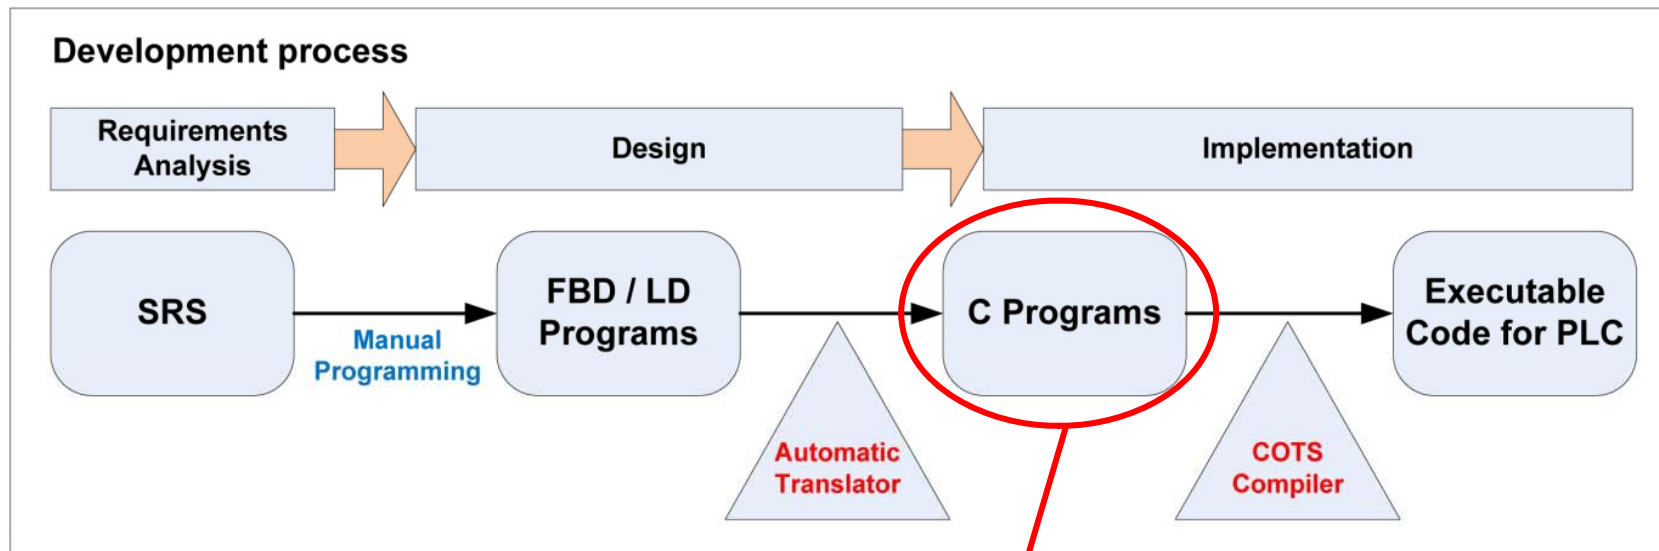 Development process
Requirements
Analysis
Design
Implementation
SRS
Manual
Programming
FBD / LD
Programs
Automatic
Translator
C Programs
COTS
Compiler
Executable
Code for PLC